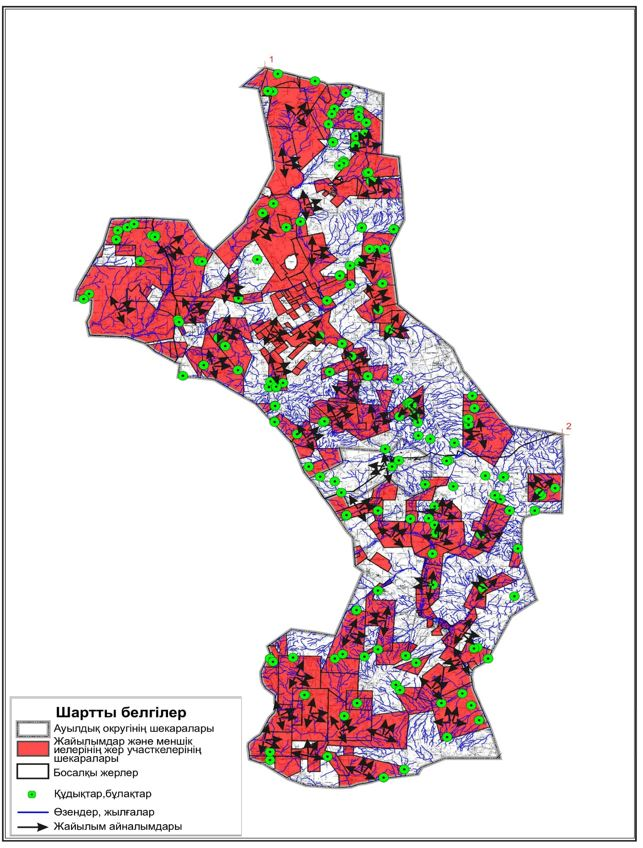 1
2
Шартты белгілер
Ауылдық округінің шекаралары
Жайылымдар және меншік
иелерінің жер участкелерінің
шекаралары
Босалқы жерлер
Құдықтар,бұлақтар
Өзендер, жылғалар
Жайылым айналымдары